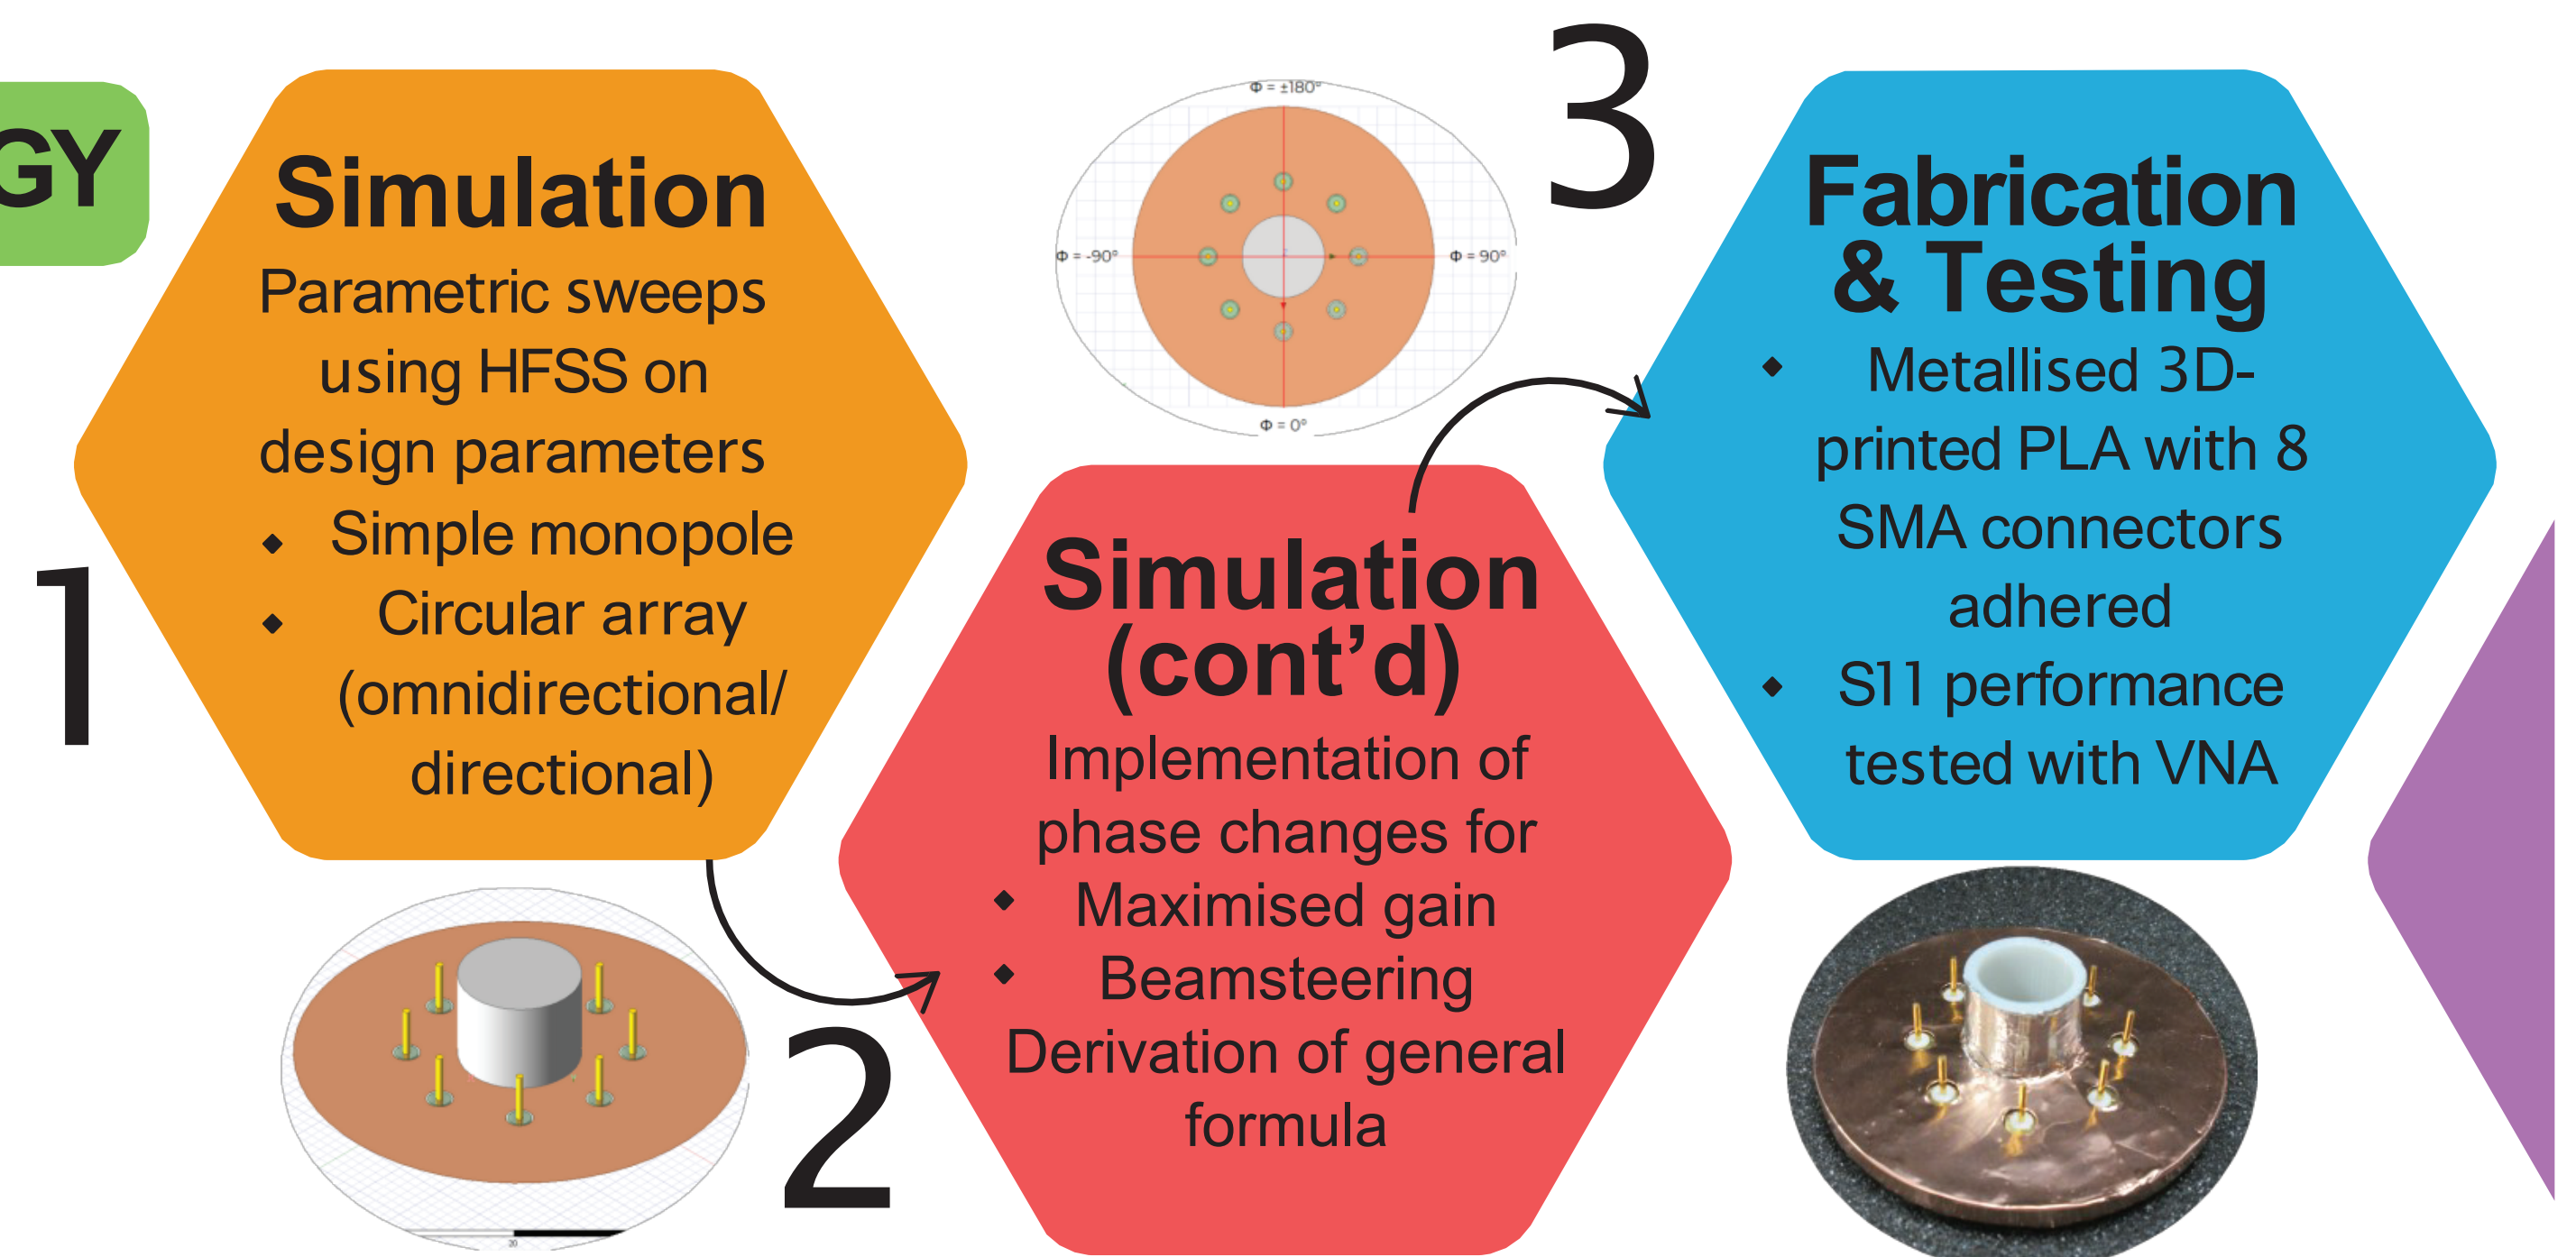 GY
1
Simulation
Parametric sweeps
using HFSS on
design parameters
◆ Simple monopole
◆ Circular array
(omnidirectional/
directional)
20
2
Φ = ±180°
Φ = -90°
Φ = 90°
Φ = 0°
Simulation
(cont’d)
Implementation of
phase changes for
◆ Maximised gain
◆ Beamsteering
Derivation of general
formula
3
Fabrication
& Testing
◆ Metallised 3D-
printed PLA with 8
SMA connectors
adhered
◆ S11 performance
tested with VNA